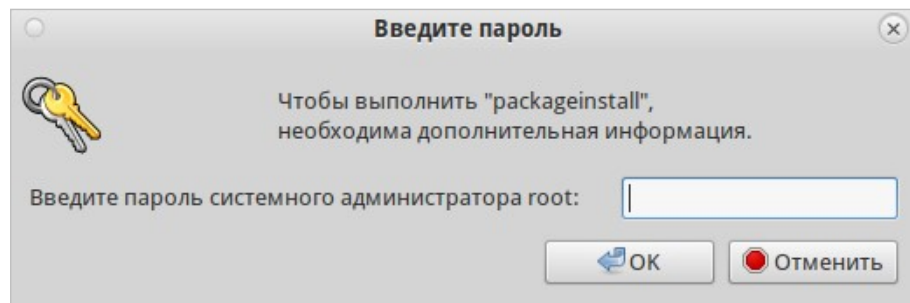 Введите пароль
Чтобы выполнить "packageinstall",
необходима дополнительная информация.
Введите пароль системного администратора root:
OK
Отменить